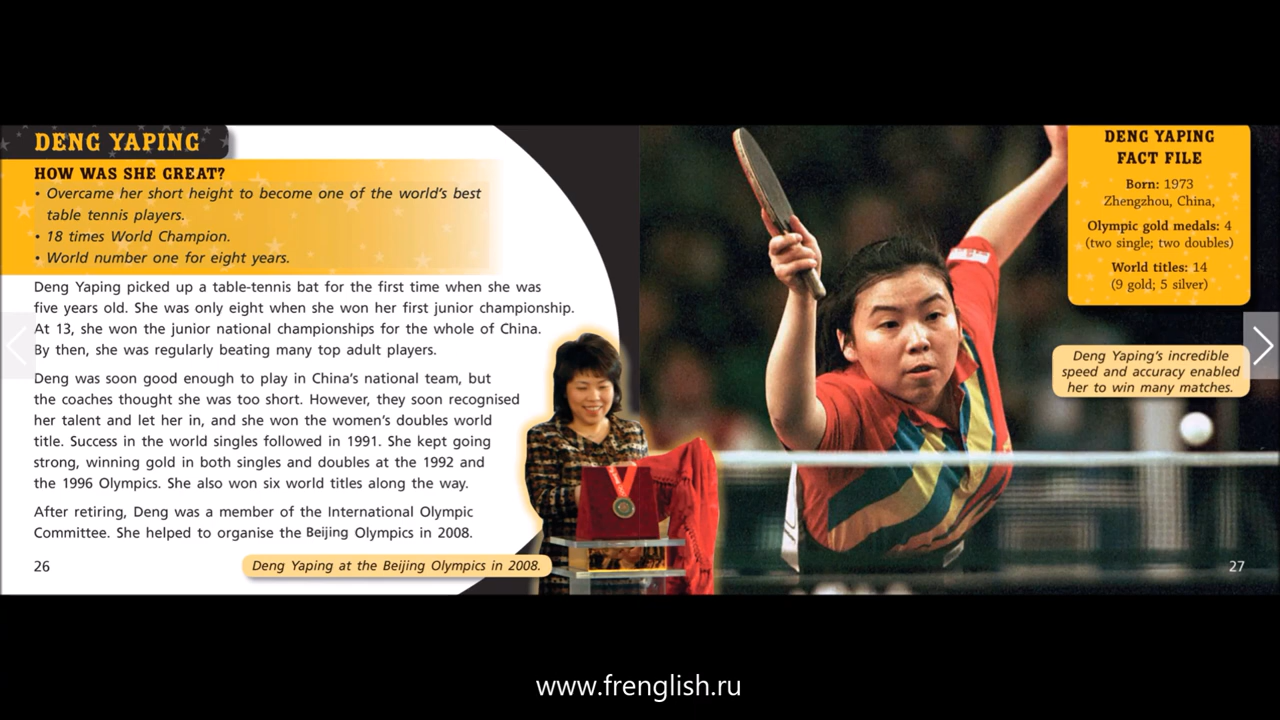 DENG YAPING
HOW WAS SHE GREAT?
• Overcame her short height to become one of the world's best
table tennis players.
• 18 times World Champion.
• World number one for eight years.
Deng Yaping picked up a table-tennis bat for the first time when she was
five years old. She was only eight when she won her first junior championship.
At 13, she won the junior national championships for the whole of China.
By then, she was regularly beating many top adult players.
Deng was soon good enough to play in China's national team, but
the coaches thought she was too short. However, they soon recognised
her talent and let her in, and she won the women's doubles world
title. Success in the world singles followed in 1991. She kept going
strong, winning gold in both singles and doubles at the 1992 and
the 1996 Olympics. She also won six world titles along the way.
After retiring, Deng was a member of the International Olympic
Committee. She helped to organise the Beijing Olympics in 2008.
26
Deng Yaping at the Beijing Olympics in 2008.
DENG YAPING
FACT FILE
Born: 1973
Zhengzhou, China,
Olympic gold medals: 4
(two single; two doubles)
World titles: 14
(9 gold; 5 silver)
Deng Yaping's incredible
speed and accuracy enabled
her to win many matches.
27
www.frenglish.ru